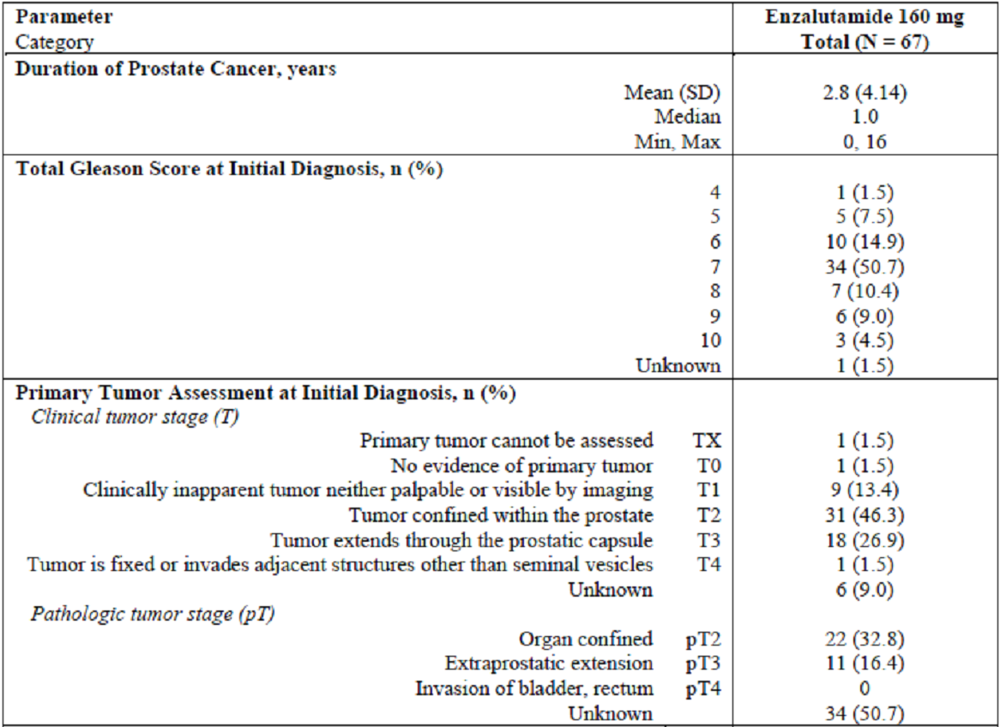 Parameter Enzalutamide 160 mg
Category Total (N = 67)
Duration of Prostate Cancer, years
Mean (SD) 2.8 (4.14)
Median 1.0
Min, Max 0, 16
Total Gleason Score at Initial Diagnosis, n (%)
4 1 (1.5)
5 5 (7.5)
6 10 (14.9)
7 34 (50.7)
8 7 (10.4)
9 6 (9.0)
10 3 (4.5)
Unknown 1 (1.5)
Primary Tumor Assessment at Initial Diagnosis, n (%)
Clinical tumor stage (T)
Primary tumor cannot be assessed TX 1 (1.5)
No evidence of primary tumor T0 1 (1.5)
Clinically inapparent tumor neither palpable or visible by imaging T1 9 (13.4)
Tumor confined within the prostate T2 31 (46.3)
Tumor extends through the prostatic capsule T3 18 (26.9)
Tumor is fixed or invades adjacent structures other than seminal vesicles T4 1 (1.5)
Unknown 6 (9.0)
Pathologic tumor stage (pT)
Organ confined pT2 22 (32.8)
Extraprostatic extension pT3 11 (16.4)
Invasion of bladder, rectum pT4 0
Unknown 34 (50.7)